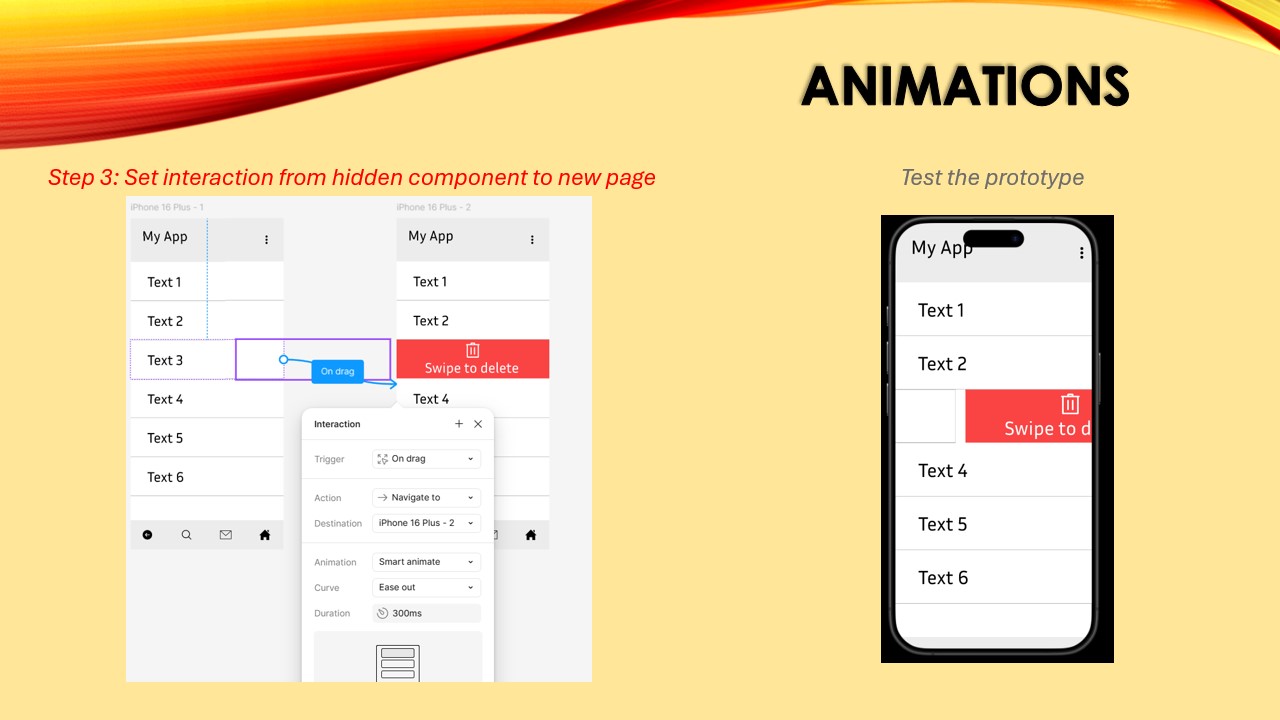 ANIMATIONS
Step 3: Set interaction from hidden component to new page
iPhone 16 Plus - 1
My App
Text 1
Text 2
Text 3
Text 4
Text 5
Text 6
On drag
iPhone 16 Plus - 2
My App
Text 1
Text 2
Swipe to delete
Text 4
Interaction
Trigger
On drag
Action
Navigate to
Destination
iPhone 16 Plus - 2
Animation
Smart animate
Curve
Ease out
Duration
300ms
Test the prototype
My App
Text 1
Text 2
Swipe to d
Text 4
Text 5
Text 6